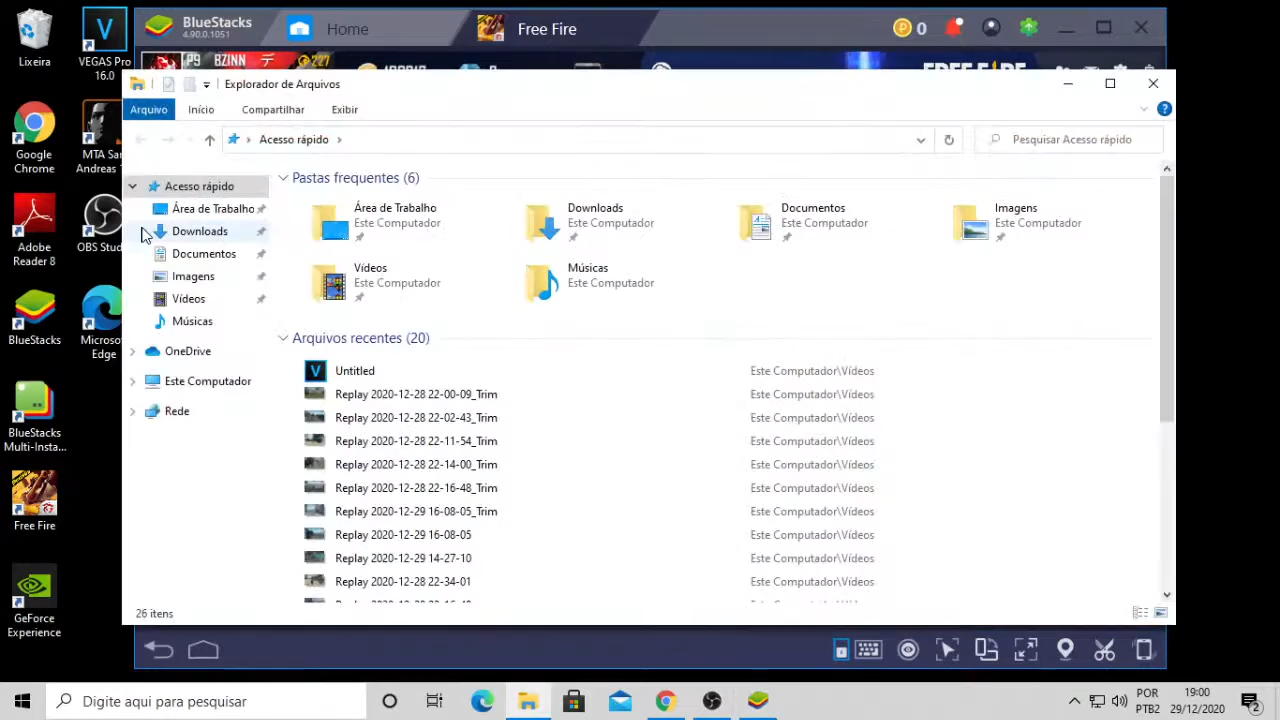 Lixeira
VEGAS Pro
16.0
Google
Chrome
MTA San
Andreas
Adobe
Reader 8
OBS Studi
BlueStacks
Microso
Edge
BlueStacks
Multi-Insta...
Free Fire
GeForce
Experience
BlueStacks
4.90.0.1051
Home
Free Fire
P 0
BZINN
227
FREE FIRE
Explorador de Arquivos
Arquivo
Início
Compartilhar
Exibir
Acesso rápido
Pesquisar Acesso rápido
Acesso rápido
Área de Trabalho
Downloads
Documentos
Imagens
Vídeos
Músicas
OneDrive
Este Computador
Rede
Pastas frequentes (6)
Área de Trabalho
Este Computador
Downloads
Este Computador
Documentos
Este Computador
Imagens
Este Computador
Vídeos
Este Computador
Músicas
Este Computador
Arquivos recentes (20)
Untitled Este Computador\Vídeos
Replay 2020-12-28 22-00-09_Trim Este Computador\Vídeos
Replay 2020-12-28 22-02-43_Trim Este Computador\Vídeos
Replay 2020-12-28 22-11-54_Trim Este Computador\Vídeos
Replay 2020-12-28 22-14-00_Trim Este Computador\Vídeos
Replay 2020-12-28 22-16-48_Trim Este Computador\Vídeos
Replay 2020-12-29 16-08-05_Trim Este Computador\Vídeos
Replay 2020-12-29 16-08-05 Este Computador\Vídeos
Replay 2020-12-29 14-27-10 Este Computador\Vídeos
Replay 2020-12-28 22-34-01 Este Computador\Vídeos
26 itens
Digite aqui para pesquisar
POR
PTB2
19:00
29/12/2020
2